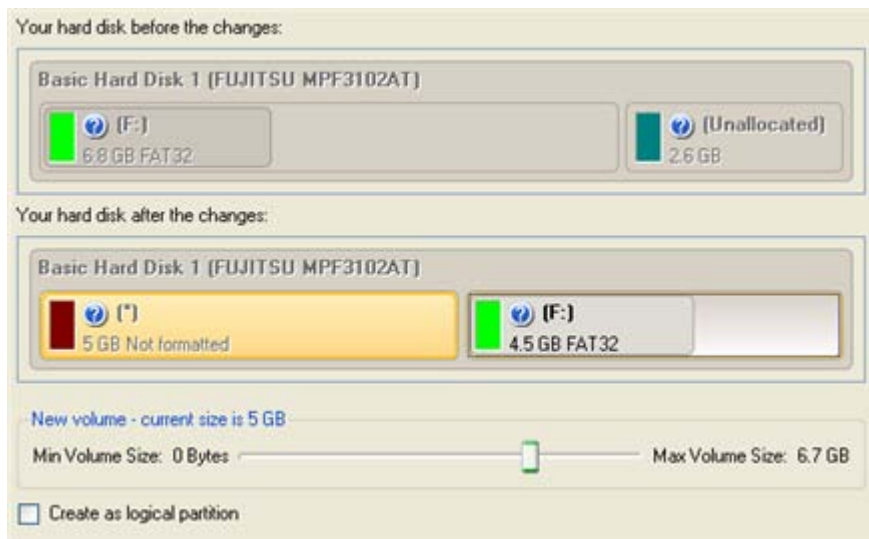 Your hard disk before the changes:
Basic Hard Disk 1 (FUJITSU MPF3102AT)
(F:)
6.8 GB FAT32
(Unallocated)
2.6 GB
Your hard disk after the changes:
Basic Hard Disk 1 (FUJITSU MPF3102AT)
(*)
5 GB Not formatted
(F:)
4.5 GB FAT32
New volume - current size is 5 GB
Min Volume Size: 0 Bytes
Max Volume Size: 6.7 GB
Create as logical partition